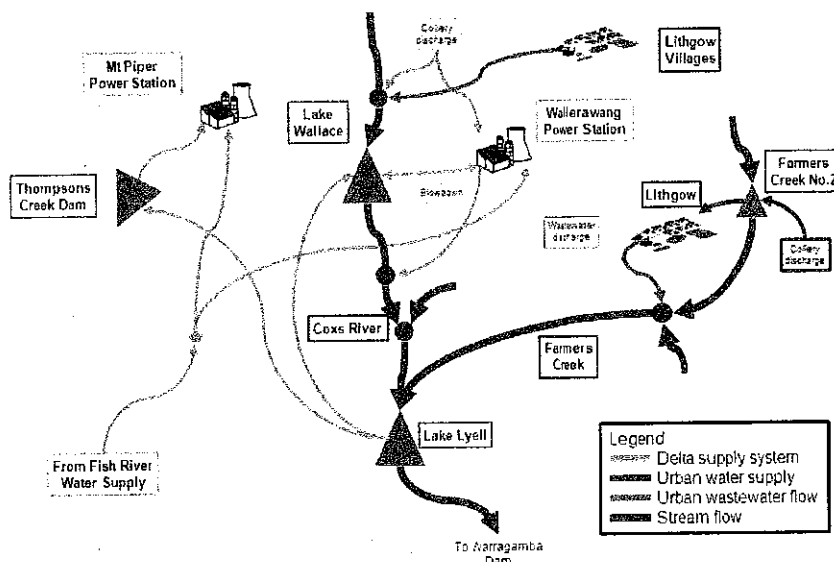 Colliery
discharge
Lithgow
Villages
Mt Piper
Power Station
Lake
Wallace
Wallerawang
Power Station
Farmers
Creek No.2
Thompsons
Creek Dam
Blowdown
Lithgow
Wastewater
discharge
Colliery
discharge
Coxs River
Farmers
Creek
Lake Lyell
From Fish River
Water Supply
Legend
Delta supply system
Urban water supply
Urban wastewater flow
Stream flow
To Warragamba
Dam